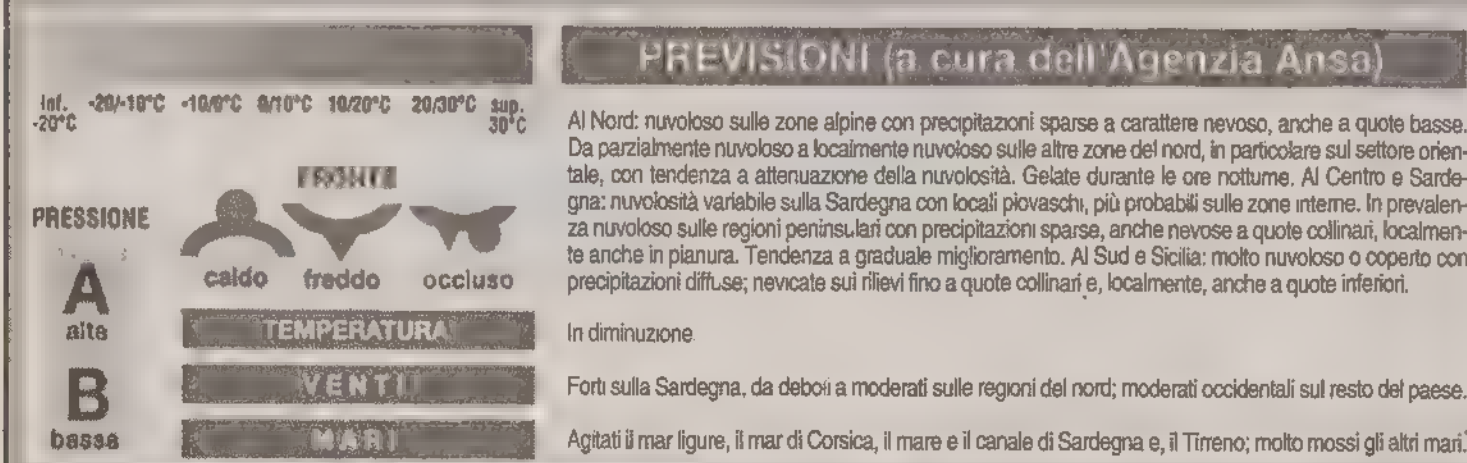 PREVISIONI (a cura dell'Agenzia Ansa)
Inf. -20°C -20/-10°C -10/0°C 0/10°C 10/20°C 20/30°C sup. 30°C
FRONTE
PRESSIONE
caldo freddo occluso
A
alta
B
bassa
Al Nord: nuvoloso sulle zone alpine con precipitazioni sparse a carattere nevoso, anche a quote basse.
Da parzialmente nuvoloso a localmente nuvoloso sulle altre zone del nord, in particolare sul settore orien-
tale, con tendenza a attenuazione della nuvolosità. Gelate durante le ore notturne. Al Centro e Sarde-
gna: nuvolosità variabile sulla Sardegna con locali piovaschi, più probabili sulle zone interne. In prevalen-
za nuvoloso sulle regioni peninsulari con precipitazioni sparse, anche nevose a quote collinari, localmen-
te anche in pianura. Tendenza a graduale miglioramento. Al Sud e Sicilia: molto nuvoloso o coperto con
precipitazioni diffuse; nevicate sui rilievi fino a quote collinari e, localmente, anche a quote inferiori.
TEMPERATURA
In diminuzione.
VENTI
Forti sulla Sardegna, da deboli a moderati sulle regioni del nord; moderati occidentali sul resto del paese.
MARI
Agitati il mar ligure, il mar di Corsica, il mare e il canale di Sardegna e, il Tirreno; molto mossi gli altri mari.